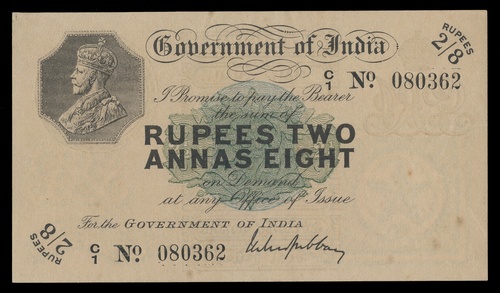 Government of India
RUPEES 2/8
C/1 No. 080362
I Promise to pay the Bearer
the sum of
RUPEES TWO
ANNAS EIGHT
on Demand
at any Office of Issue
For the GOVERNMENT OF INDIA
RUPEES 2/8
C/1 No. 080362